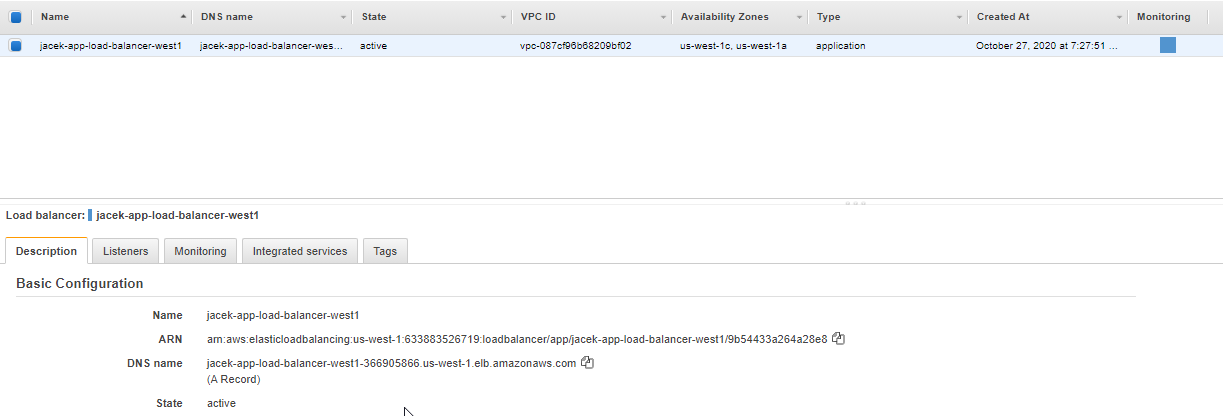 Name DNS name State VPC ID Availability Zones Type Created At Monitoring
jacek-app-load-balancer-west1 jacek-app-load-balancer-wes... active vpc-087cf96b68209bf02 us-west-1c, us-west-1a application October 27, 2020 at 7:27:51 ...
Load balancer: jacek-app-load-balancer-west1
Description Listeners Monitoring Integrated services Tags
Basic Configuration
Name jacek-app-load-balancer-west1
ARN arn:aws:elasticloadbalancing:us-west-1:633883526719:loadbalancer/app/jacek-app-load-balancer-west1/9b54433a264a28e8
DNS name jacek-app-load-balancer-west1-366905866.us-west-1.elb.amazonaws.com
(A Record)
State active